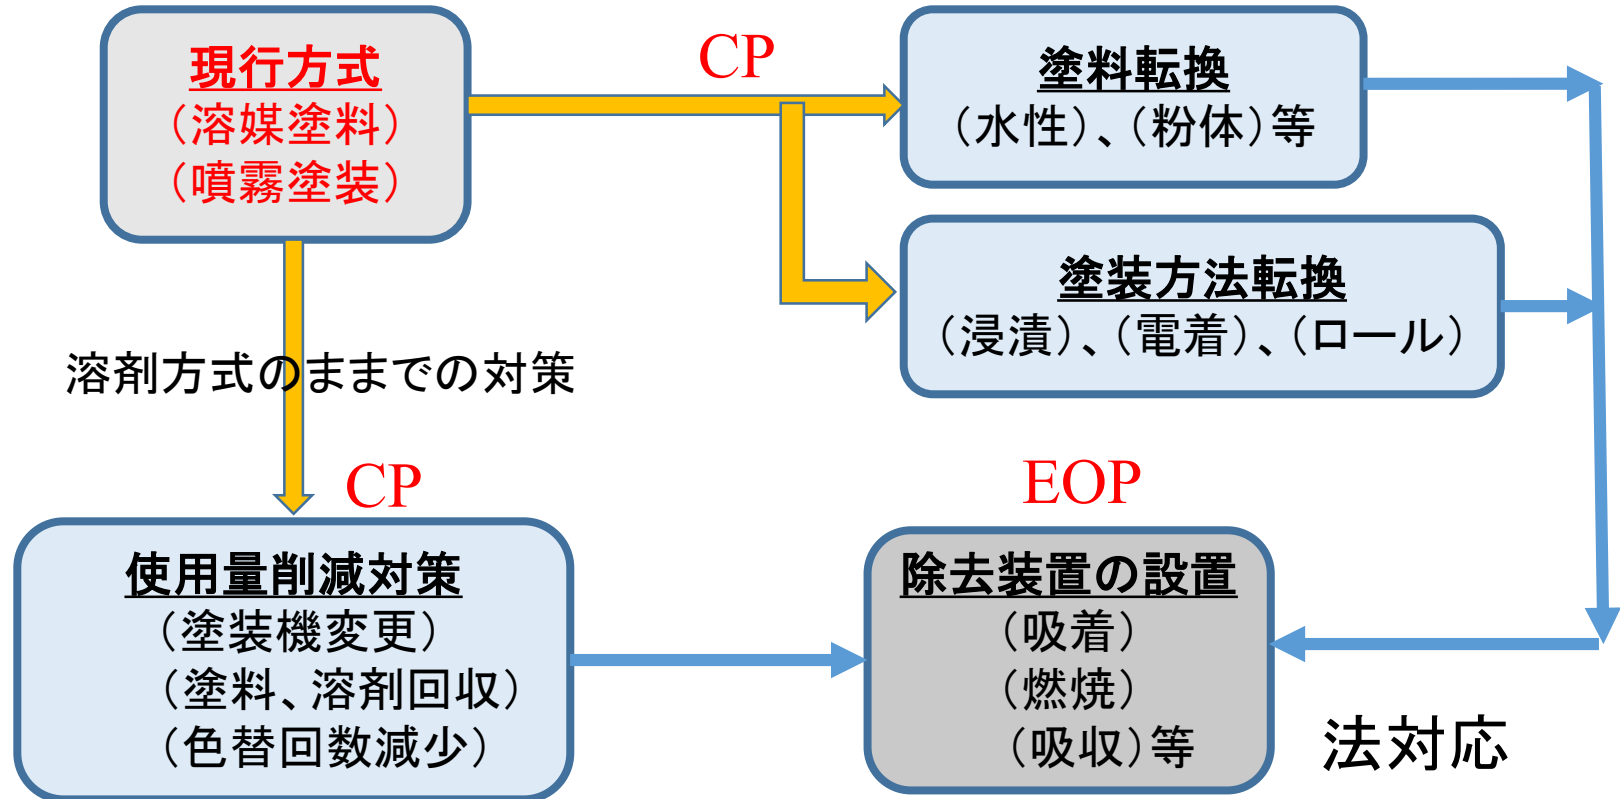 現行方式
（溶媒塗料）
（噴霧塗装）
CP
塗料転換
（水性）、（粉体）等
塗装方法転換
（浸漬）、（電着）、（ロール）
溶剤方式のままでの対策
CP
使用量削減対策
（塗装機変更）
（塗料、溶剤回収）
（色替回数減少）
EOP
除去装置の設置
（吸着）
（燃焼）
（吸収）等
法対応